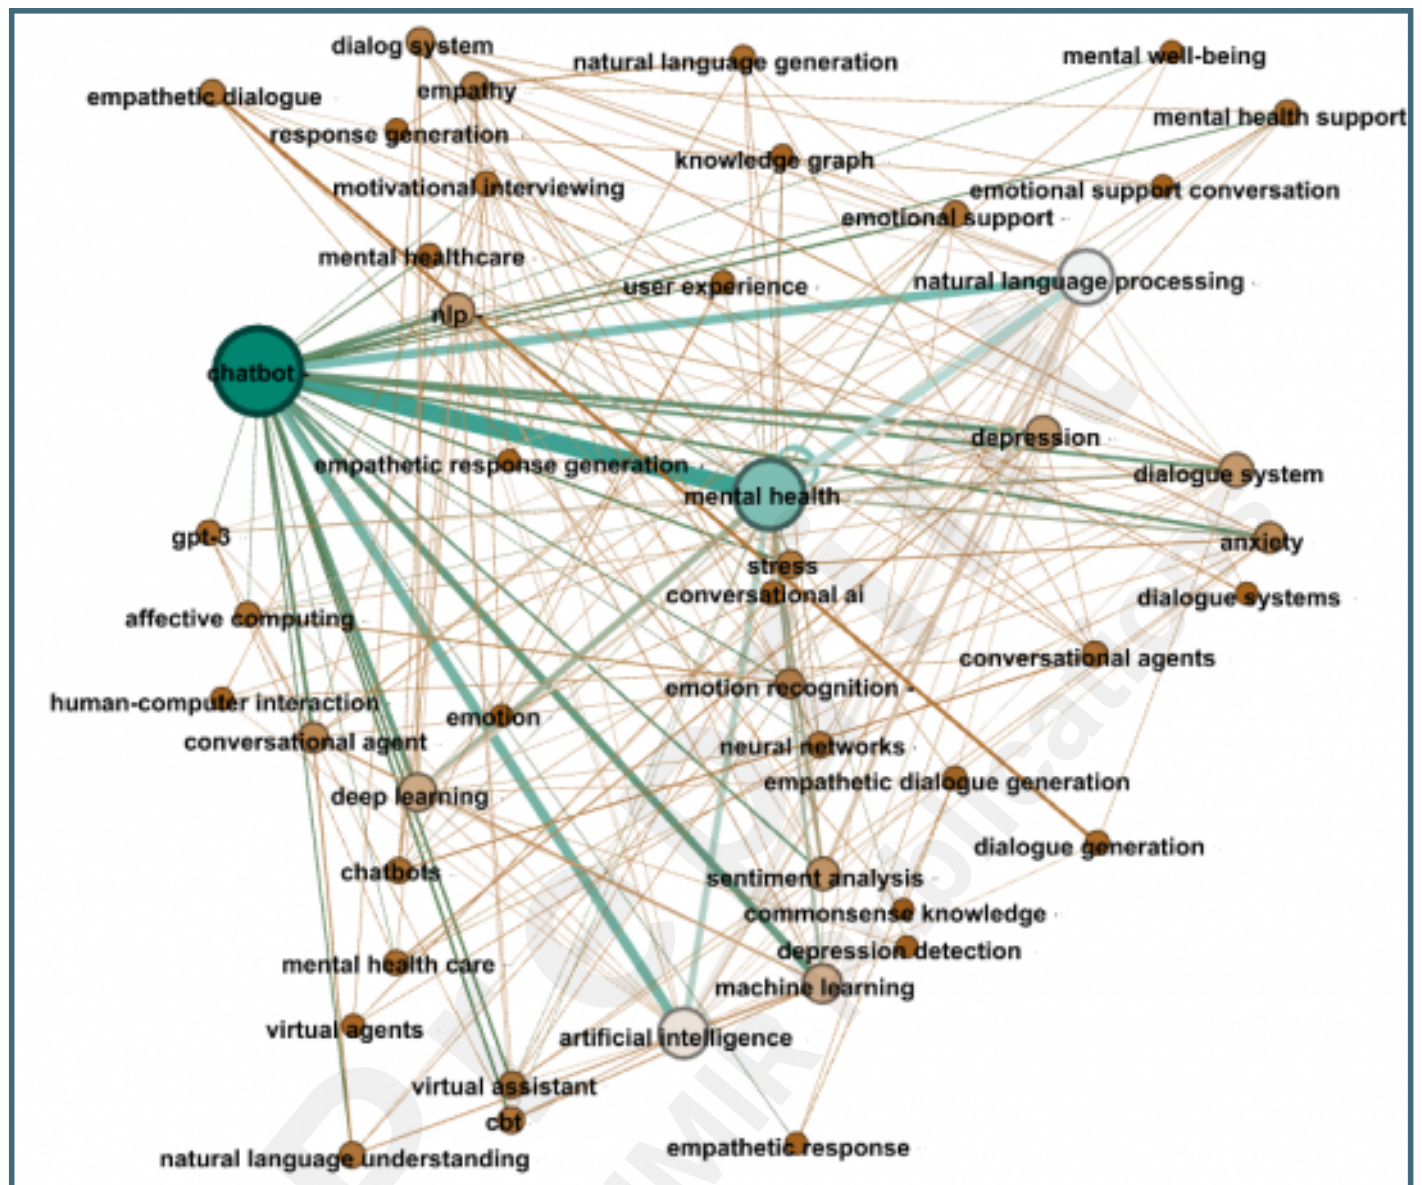 dialog system
natural language generation
mental well-being
empathy
empathetic dialogue
mental health support
response generation
knowledge graph
motivational interviewing
emotional support conversation
emotional support
mental healthcare
user experience
natural language processing
nlp
chatbot
depression
empathetic response generation
dialogue system
mental health
gpt-3
anxiety
stress
conversational ai
dialogue systems
affective computing
conversational agents
emotion recognition
human-computer interaction
emotion
conversational agent
neural networks
empathetic dialogue generation
deep learning
dialogue generation
chatbots
sentiment analysis
commonsense knowledge
depression detection
mental health care
machine learning
virtual agents
artificial intelligence
virtual assistant
cbt
empathetic response
natural language understanding